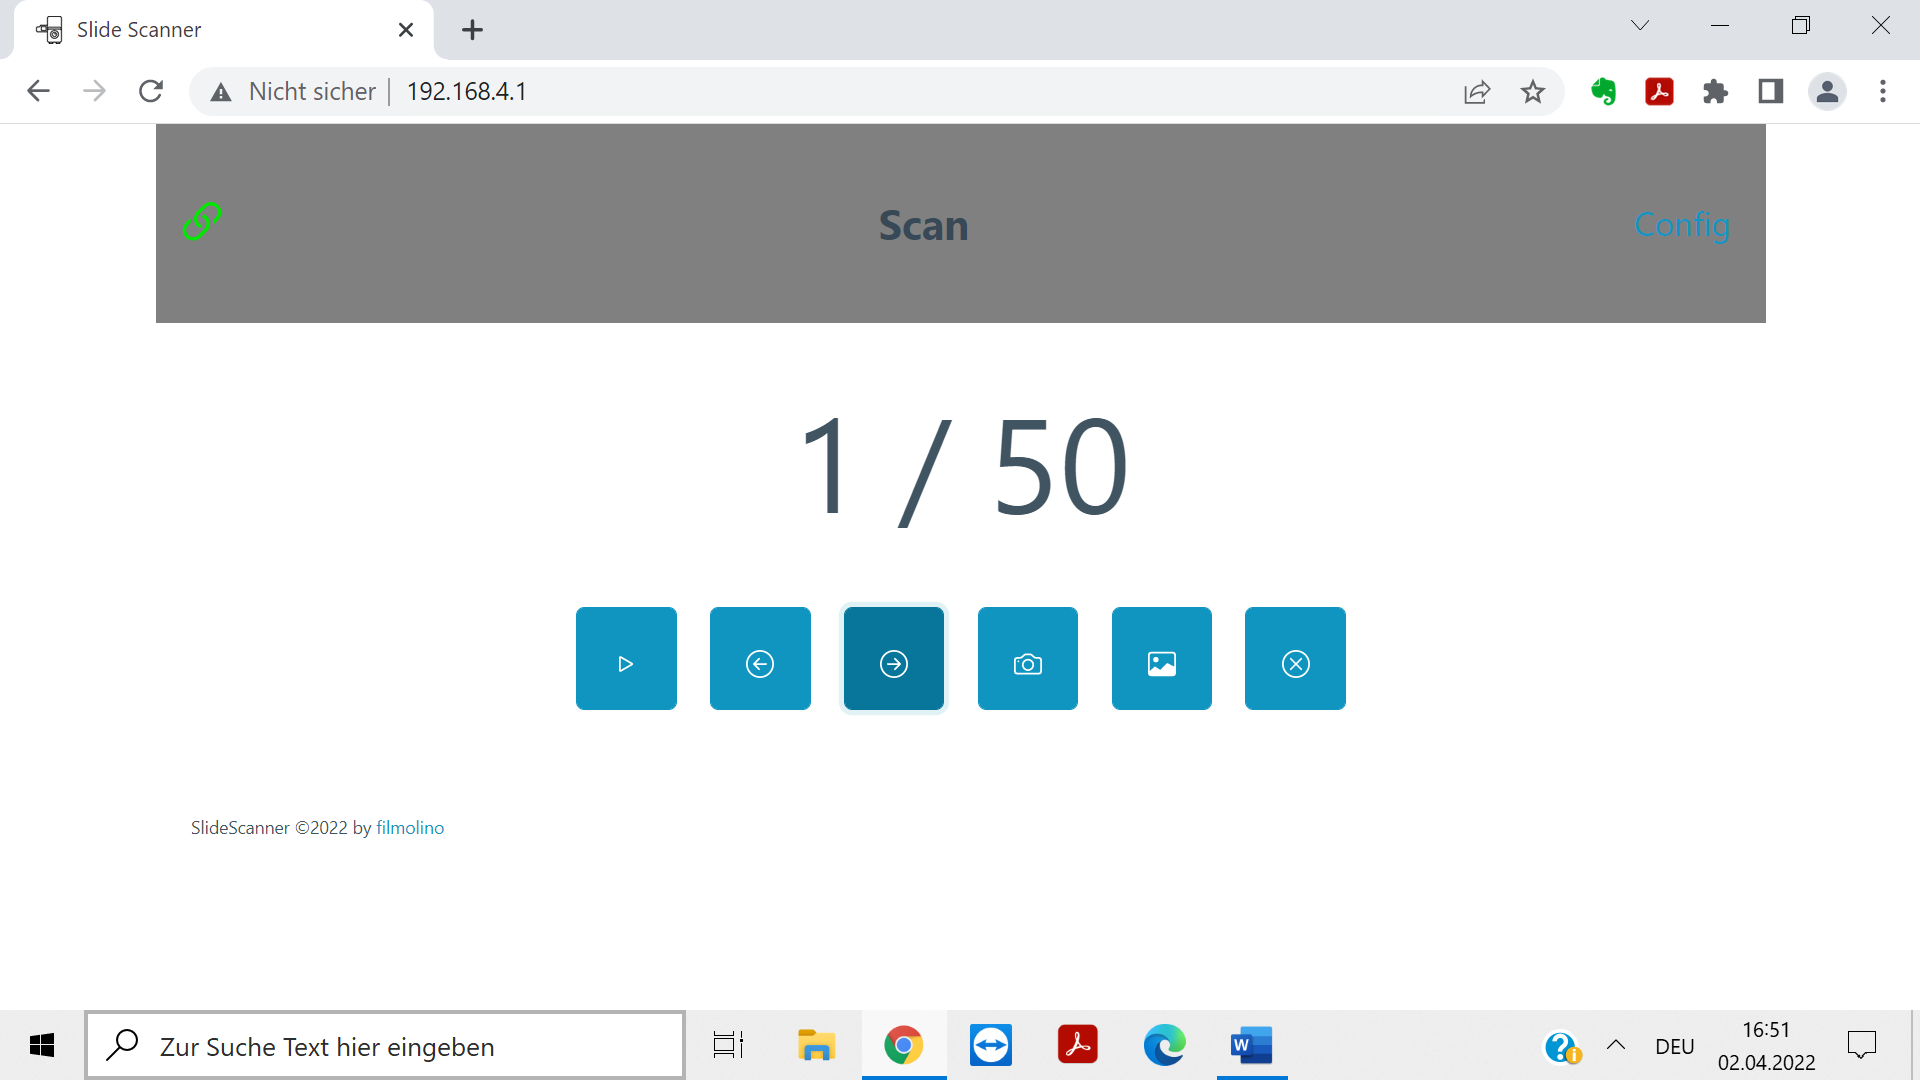 Slide Scanner
Nicht sicher
192.168.4.1
Scan
Config
1 / 50
SlideScanner ©2022 by filmolino
Zur Suche Text hier eingeben
W
DEU
16:51
02.04.2022